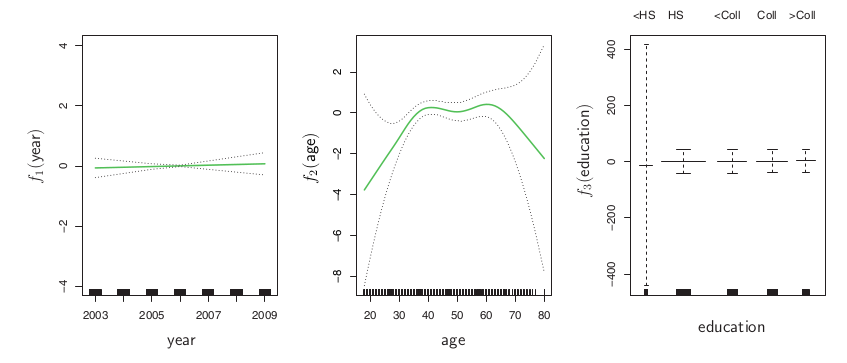 <HS HS <Coll Coll >Coll
f₁(year)
4
2
0
−2
−4
2003 2005 2007 2009
year
f₂(age)
2
0
−2
−4
−6
−8
20 30 40 50 60 70 80
age
f₃(education)
400
200
0
−200
−400
education